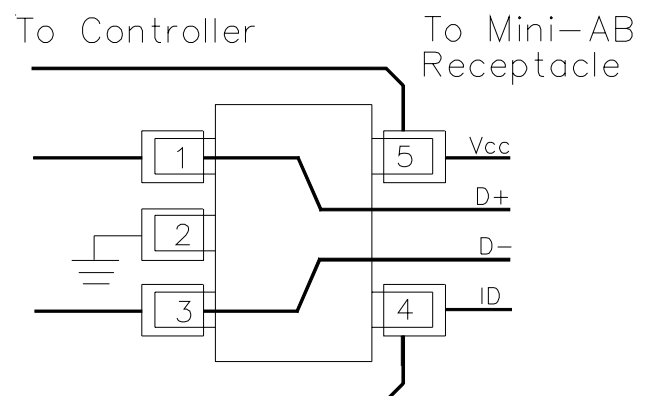 To Controller
To Mini-AB
Receptacle
1
5
Vcc
D+
2
D-
ID
3
4